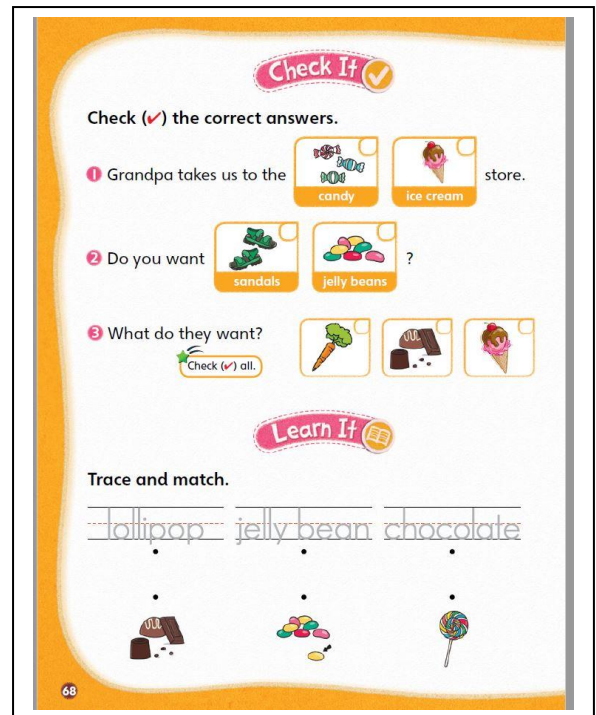 Check It
Check (✔) the correct answers.
1 Grandpa takes us to the candy ice cream store.
2 Do you want sandals jelly beans ?
3 What do they want?
Check (✔) all.
Learn It
Trace and match.
lollipop jelly bean chocolate
68